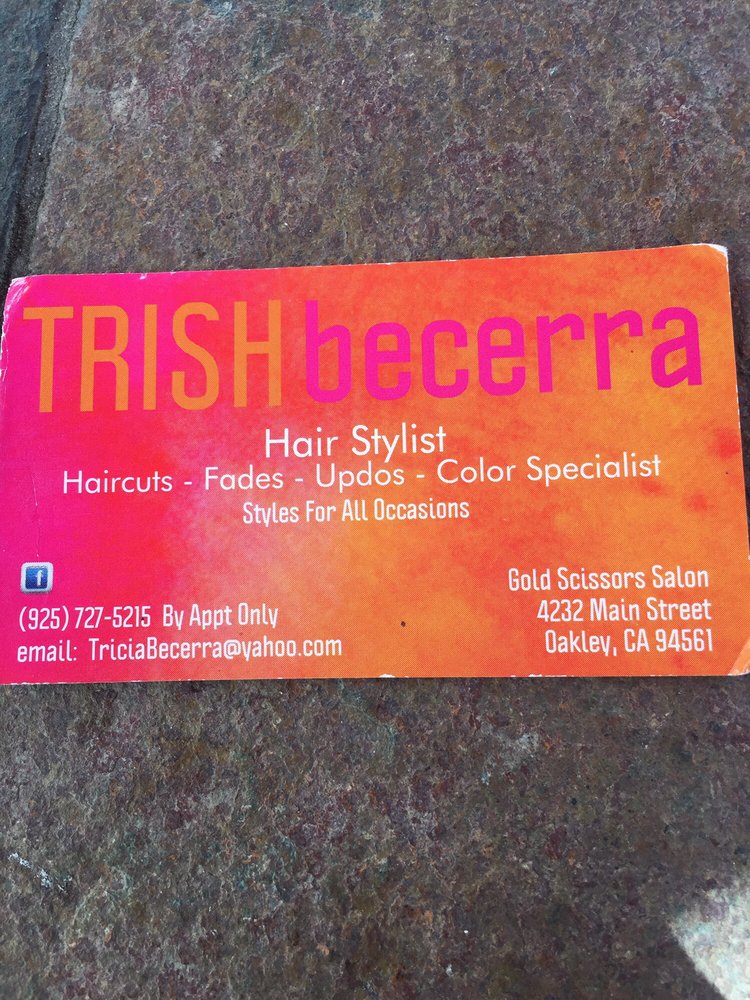 TRISH becerra
Hair Stylist
Haircuts - Fades - Updos - Color Specialist
Styles For All Occasions
f
(925) 727-5215 By Appt Only
email: TriciaBecerra@yahoo.com
Gold Scissors Salon
4232 Main Street
Oakley, CA 94561